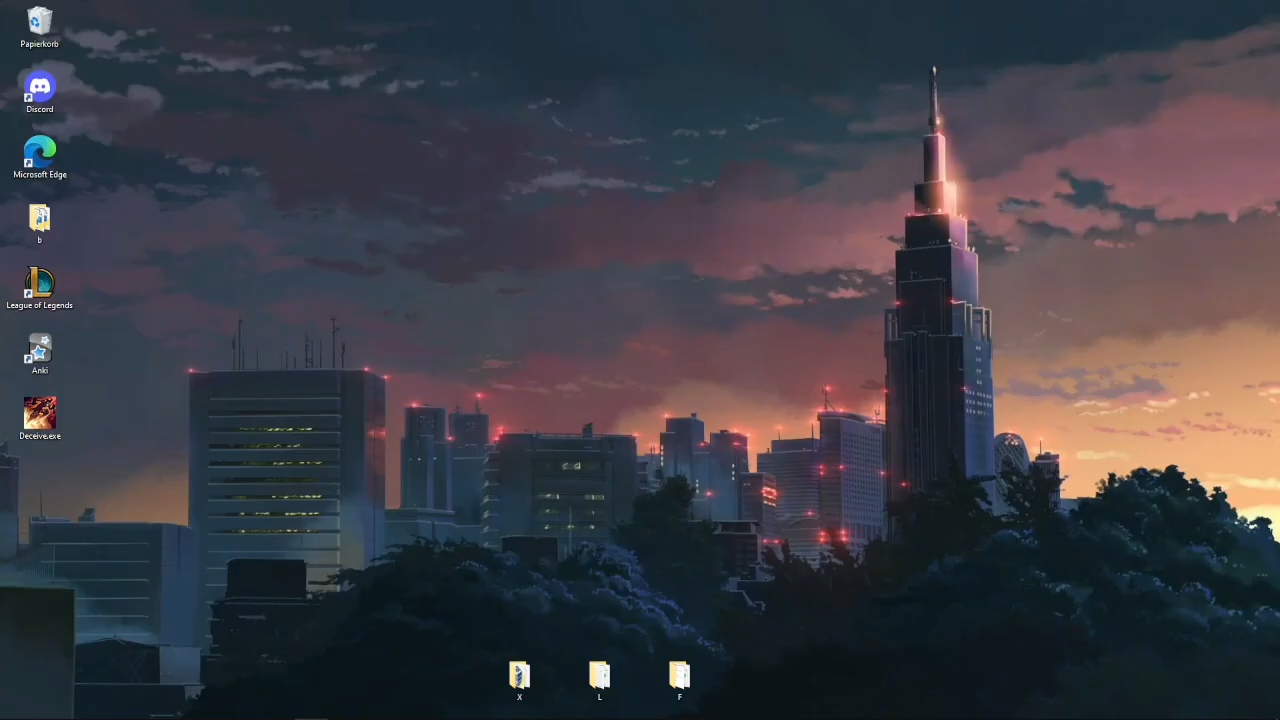 Papierkorb
Discord
Microsoft Edge
b
League of Legends
Anki
Deceive.exe
X
L
F